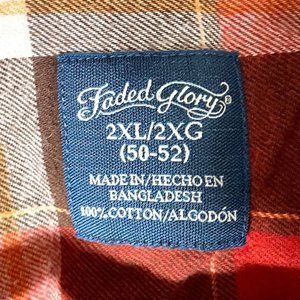 Faded Glory®
2XL/2XG
(50-52)
MADE IN/HECHO EN
BANGLADESH
100% COTTON/ALGODÓN